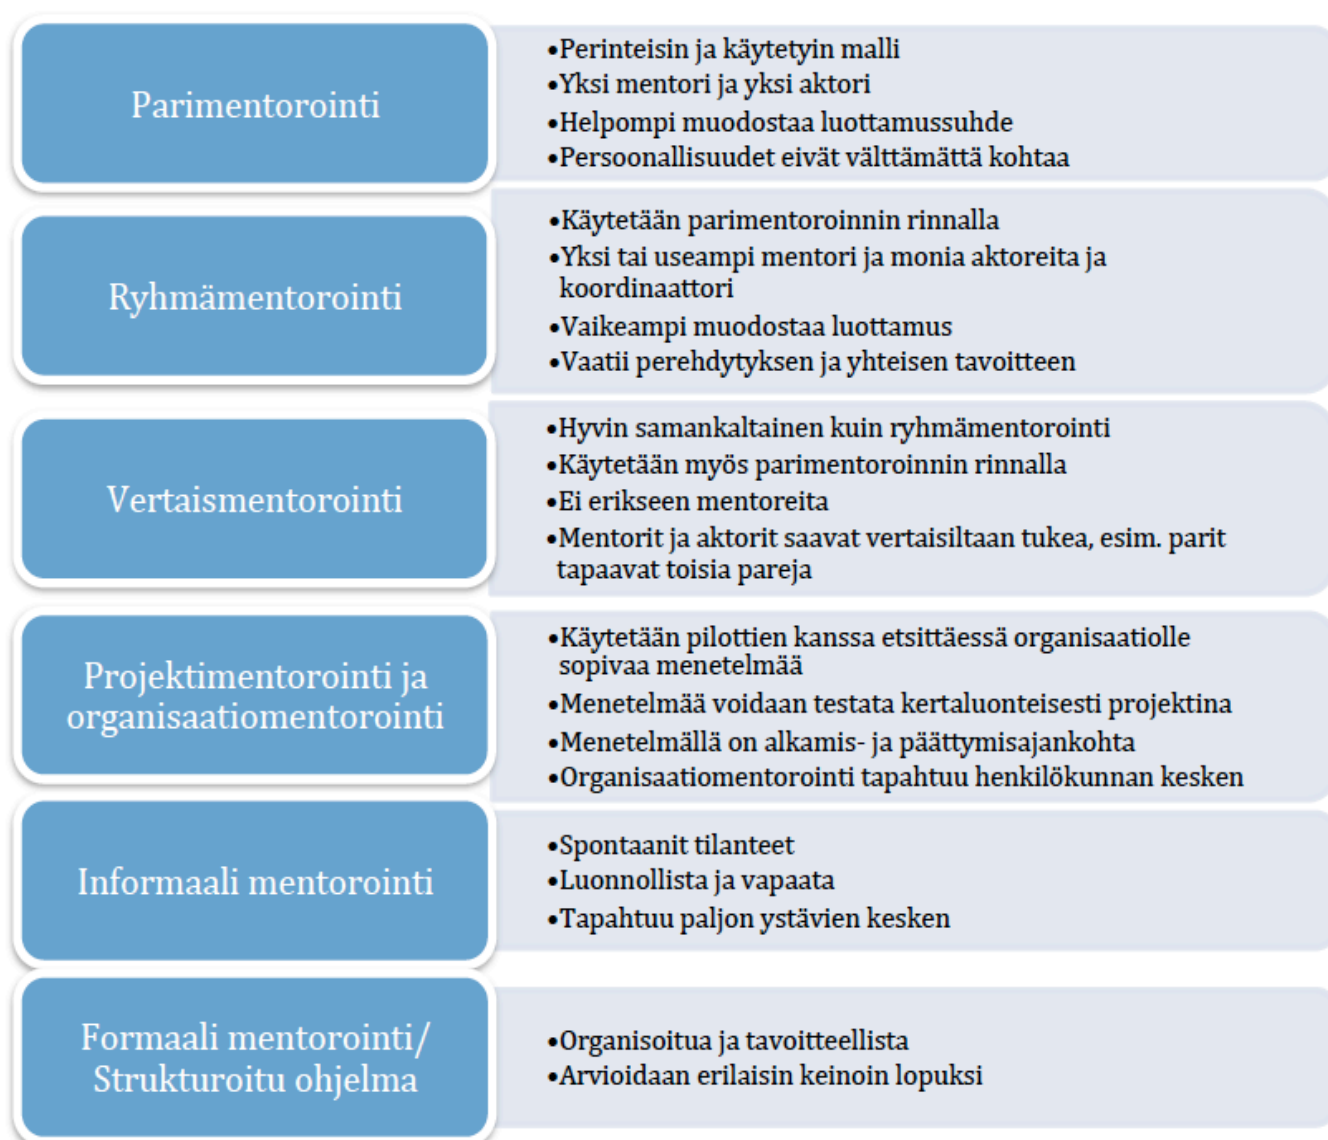 Parimentorointi
•Perinteisin ja käytetyin malli
•Yksi mentori ja yksi aktori
•Helpompi muodostaa luottamussuhde
•Persoonallisuudet eivät välttämättä kohtaa
Ryhmämentorointi
•Käytetään parimentoroinnin rinnalla
•Yksi tai useampi mentori ja monia aktoreita ja
koordinaattori
•Vaikeampi muodostaa luottamus
•Vaatii perehdytyksen ja yhteisen tavoitteen
Vertaismentorointi
•Hyvin samankaltainen kuin ryhmämentorointi
•Käytetään myös parimentoroinnin rinnalla
•Ei erikseen mentoreita
•Mentorit ja aktorit saavat vertaisiltaan tukea, esim. parit
tapaavat toisia pareja
Projektimentorointi ja
organisaatiomentorointi
•Käytetään pilottien kanssa etsittäessä organisaatiolle
sopivaa menetelmää
•Menetelmää voidaan testata kertaluonteisesti projektina
•Menetelmällä on alkamis- ja päättymisajankohta
•Organisaatiomentorointi tapahtuu henkilökunnan kesken
Informaali mentorointi
•Spontaanit tilanteet
•Luonnollista ja vapaata
•Tapahtuu paljon ystävien kesken
Formaali mentorointi/
Strukturoitu ohjelma
•Organisoitua ja tavoitteellista
•Arvioidaan erilaisin keinoin lopuksi